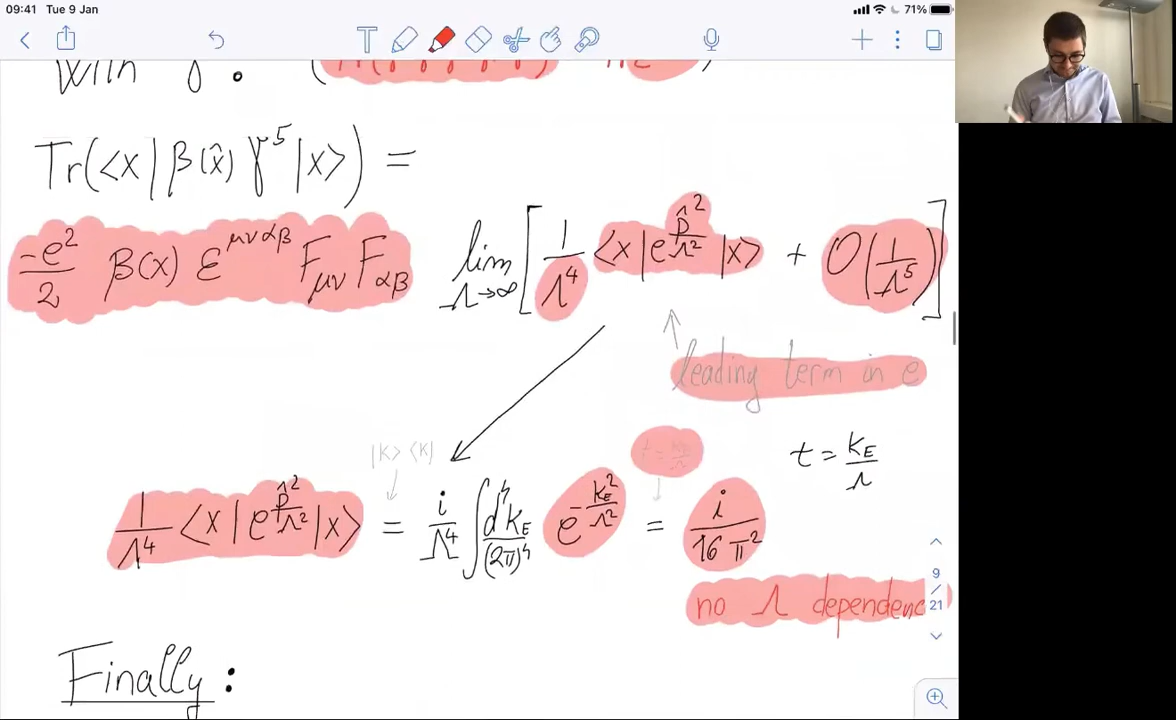 09:41 Tue 9 Jan 71%
with γ⁵:
Tr(⟨x|β(x̂)γ⁵|x⟩) =
-e²/2 β(x) ε^{μναβ} F_{μν} F_{αβ} lim_{Λ→∞} [ 1/Λ⁴ ⟨x|e^{p̂²/Λ²}|x⟩ + O(1/Λ⁵) ]
leading term in e
|k⟩⟨k| t = k_E/Λ t = k_E/Λ
1/Λ⁴ ⟨x|e^{p̂²/Λ²}|x⟩ = i/Λ⁴ ∫ d⁴k_E/(2π)⁴ e^{-k_E²/Λ²} = i/16π²
no Λ dependenc
9/21
Finally: